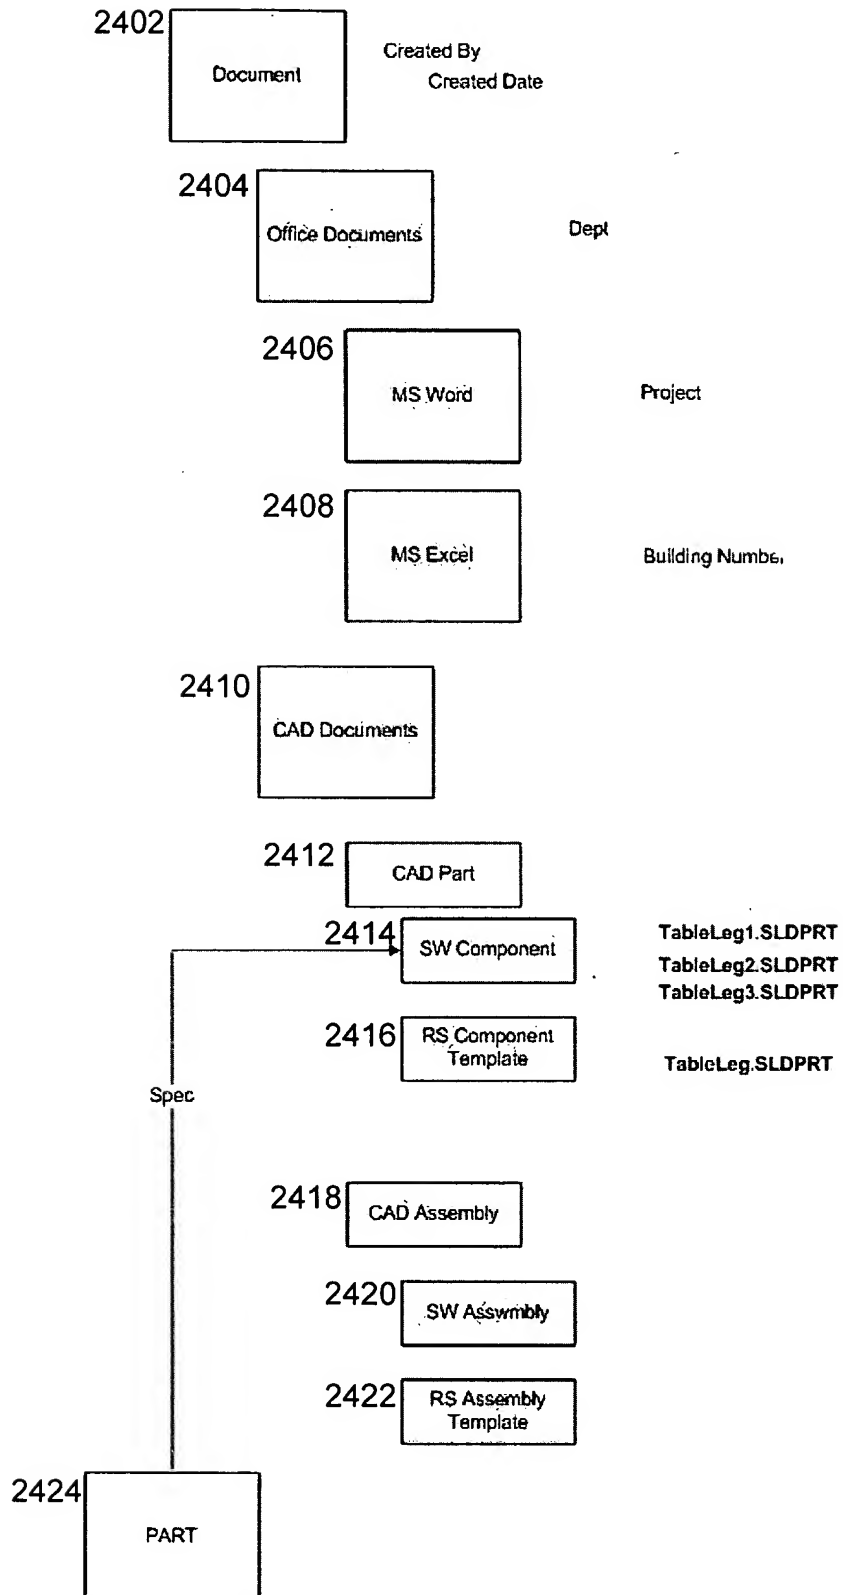 2402
Document
Created By
Created Date
2404
Office Documents
Dept
2406
MS Word
Project
2408
MS Excel
Building Number
2410
CAD Documents
2412
CAD Part
2414
SW Component
TableLeg1.SLDPRT
TableLeg2.SLDPRT
TableLeg3.SLDPRT
2416
RS Component
Template
TableLeg.SLDPRT
Spec
2418
CAD Assembly
2420
SW Asswmbly
2422
RS Assembly
Template
2424
PART